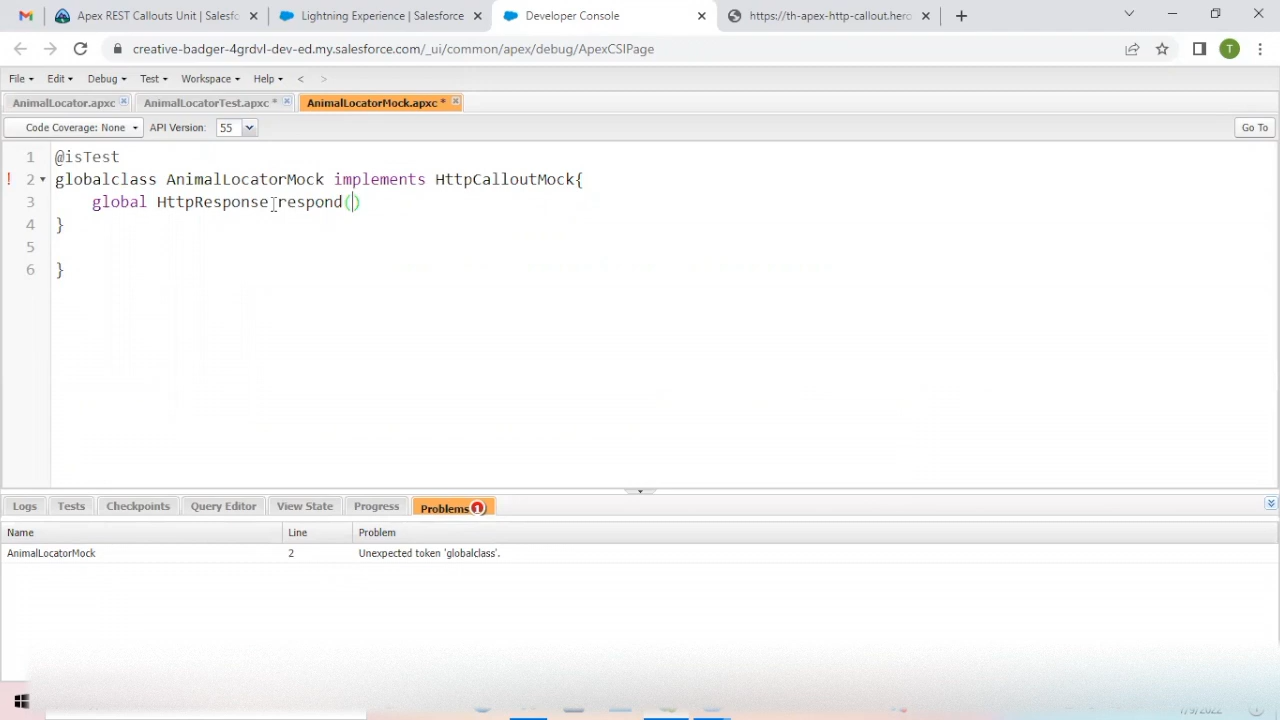 Apex REST Callouts Unit | Salesfo
Lightning Experience | Salesforce
Developer Console
https://th-apex-http-callout.hero
creative-badger-4grdvl-dev-ed.my.salesforce.com/_ui/common/apex/debug/ApexCSIPage
T
File Edit Debug Test Workspace Help < >
AnimalLocator.apxc AnimalLocatorTest.apxc * AnimalLocatorMock.apxc *
Code Coverage: None API Version: 55 Go To
1 @isTest
! 2 globalclass AnimalLocatorMock implements HttpCalloutMock{
3 global HttpResponse respond()
4 }
5
6 }
Logs Tests Checkpoints Query Editor View State Progress Problems 1
Name Line Problem
AnimalLocatorMock 2 Unexpected token 'globalclass'.